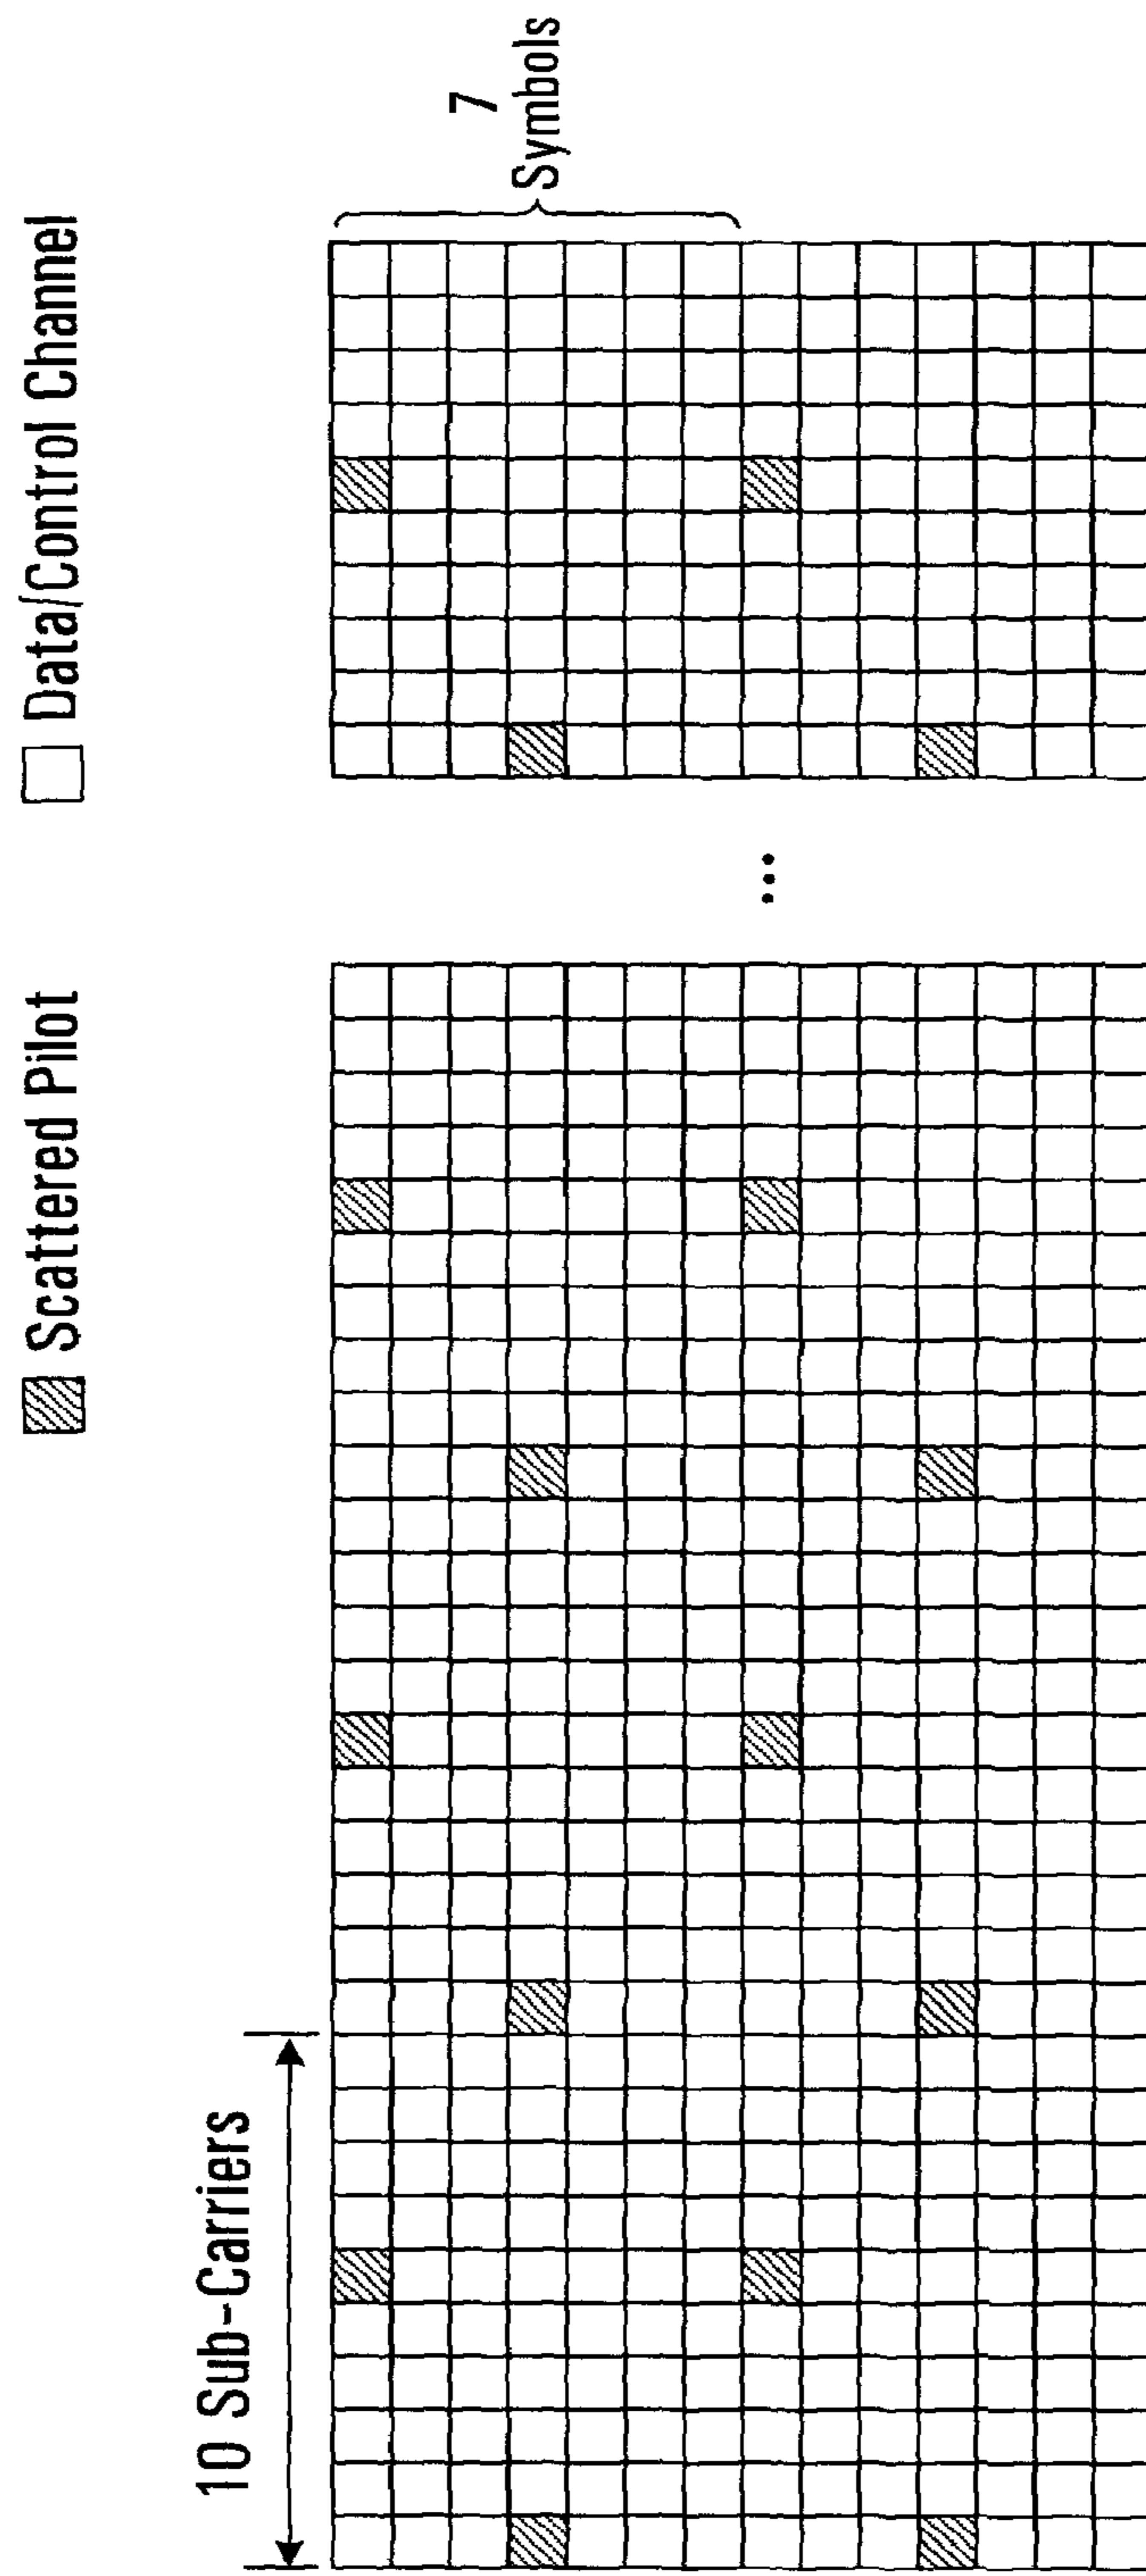 Scattered Pilot
Data/Control Channel
10 Sub-Carriers
7
Symbols
...